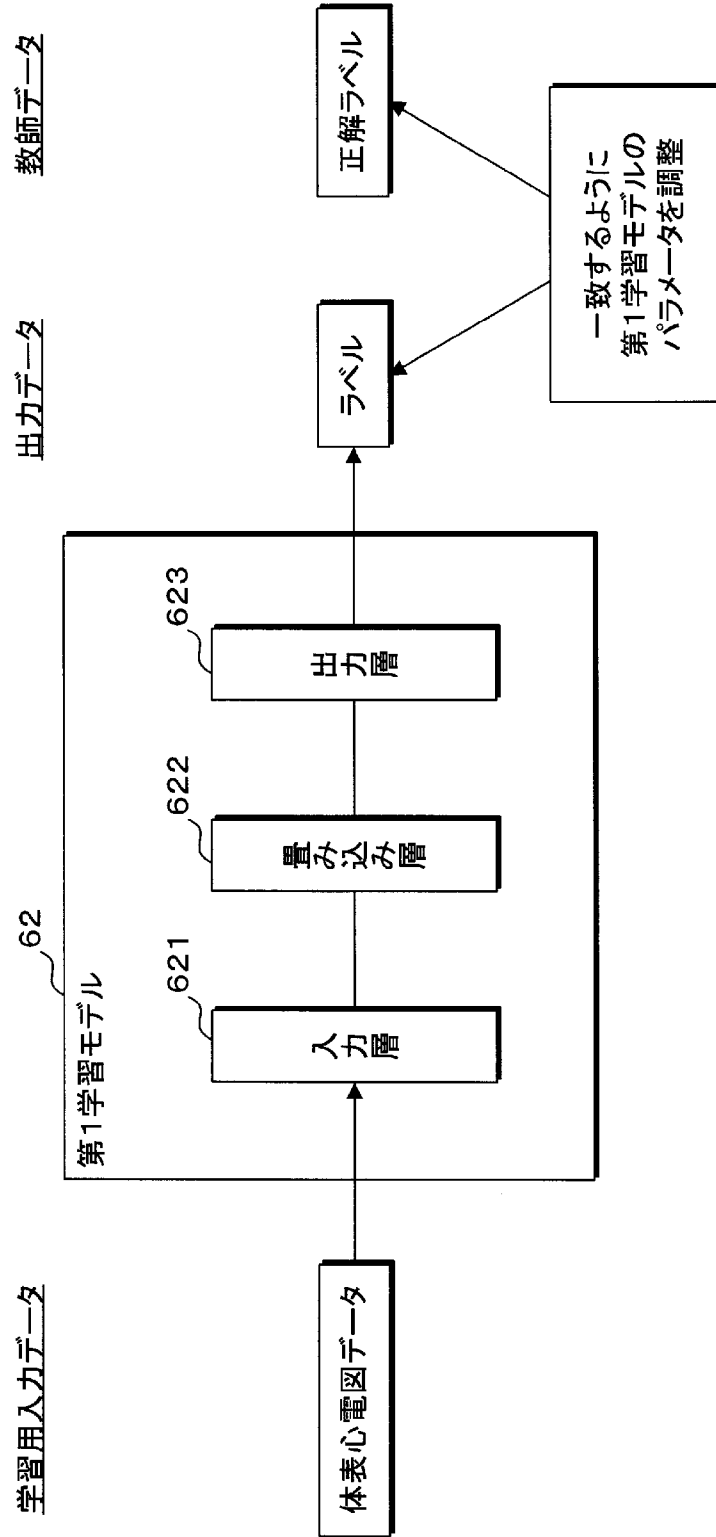 学習用入力データ
出力データ
教師データ
62
第1学習モデル
621
622
623
体表心電図データ
入力層
畳み込み層
出力層
ラベル
正解ラベル
一致するように
第1学習モデルの
パラメータを調整